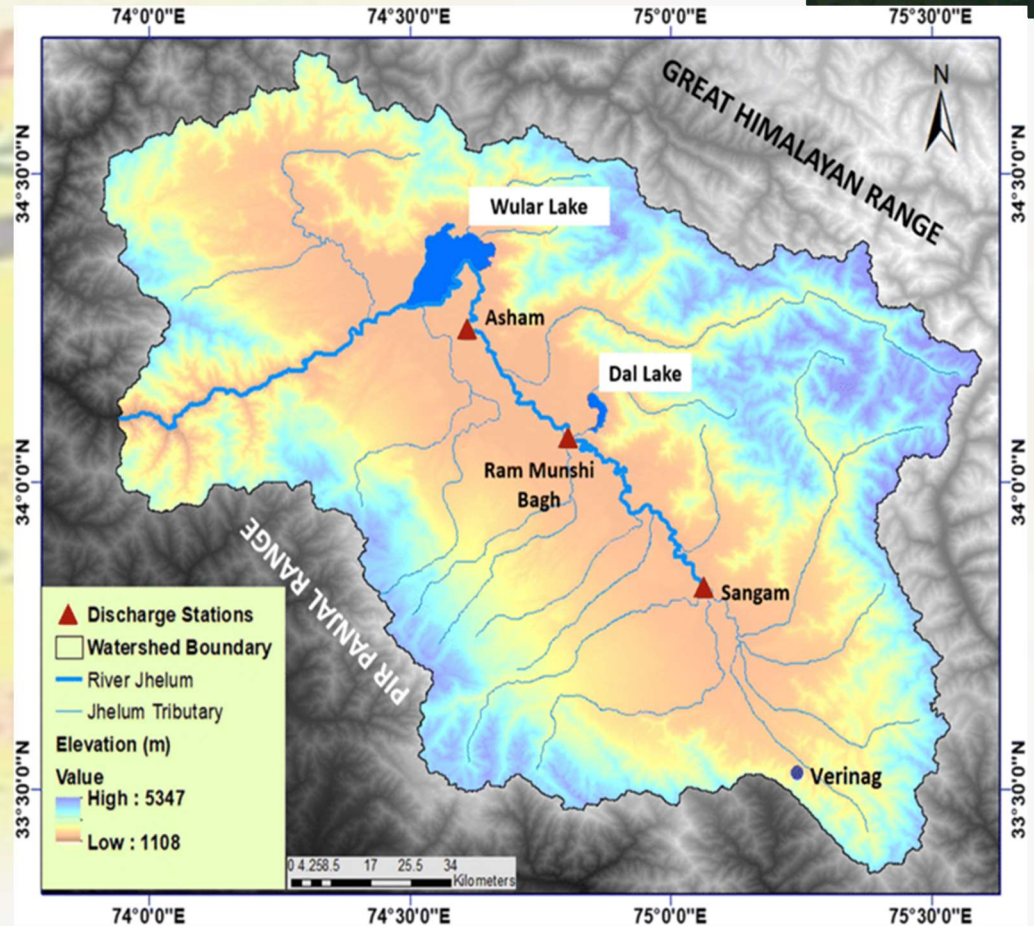 74°0'0"E
74°30'0"E
75°0'0"E
75°30'0"E
GREAT HIMALAYAN RANGE
N
34°30'0"N
34°30'0"N
Wular Lake
Asham
Dal Lake
Ram Munshi
Bagh
34°0'0"N
34°0'0"N
PIR PANJAL RANGE
Sangam
Verinag
33°30'0"N
33°30'0"N
Discharge Stations
Watershed Boundary
River Jhelum
Jhelum Tributary
Elevation (m)
Value
High : 5347
Low : 1108
0 4.258.5 17 25.5 34
Kilometers
74°0'0"E
74°30'0"E
75°0'0"E
75°30'0"E